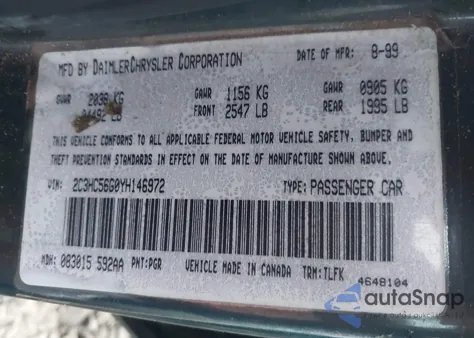 MFD BY DAIMLERCHRYSLER CORPORATION DATE OF MFR: 8-99
GVWR 2038 KG GAWR 1156 KG GAWR 0905 KG
04492 LB FRONT 2547 LB REAR 1995 LB
THIS VEHICLE CONFORMS TO ALL APPLICABLE FEDERAL MOTOR VEHICLE SAFETY, BUMPER AND
THEFT PREVENTION STANDARDS IN EFFECT ON THE DATE OF MANUFACTURE SHOWN ABOVE.
VIN: 2C3HC56G0YH146972 TYPE: PASSENGER CAR
MDH: 083015 592AA PNT: PGR VEHICLE MADE IN CANADA TRM: TLFK
4648104
autoSnap